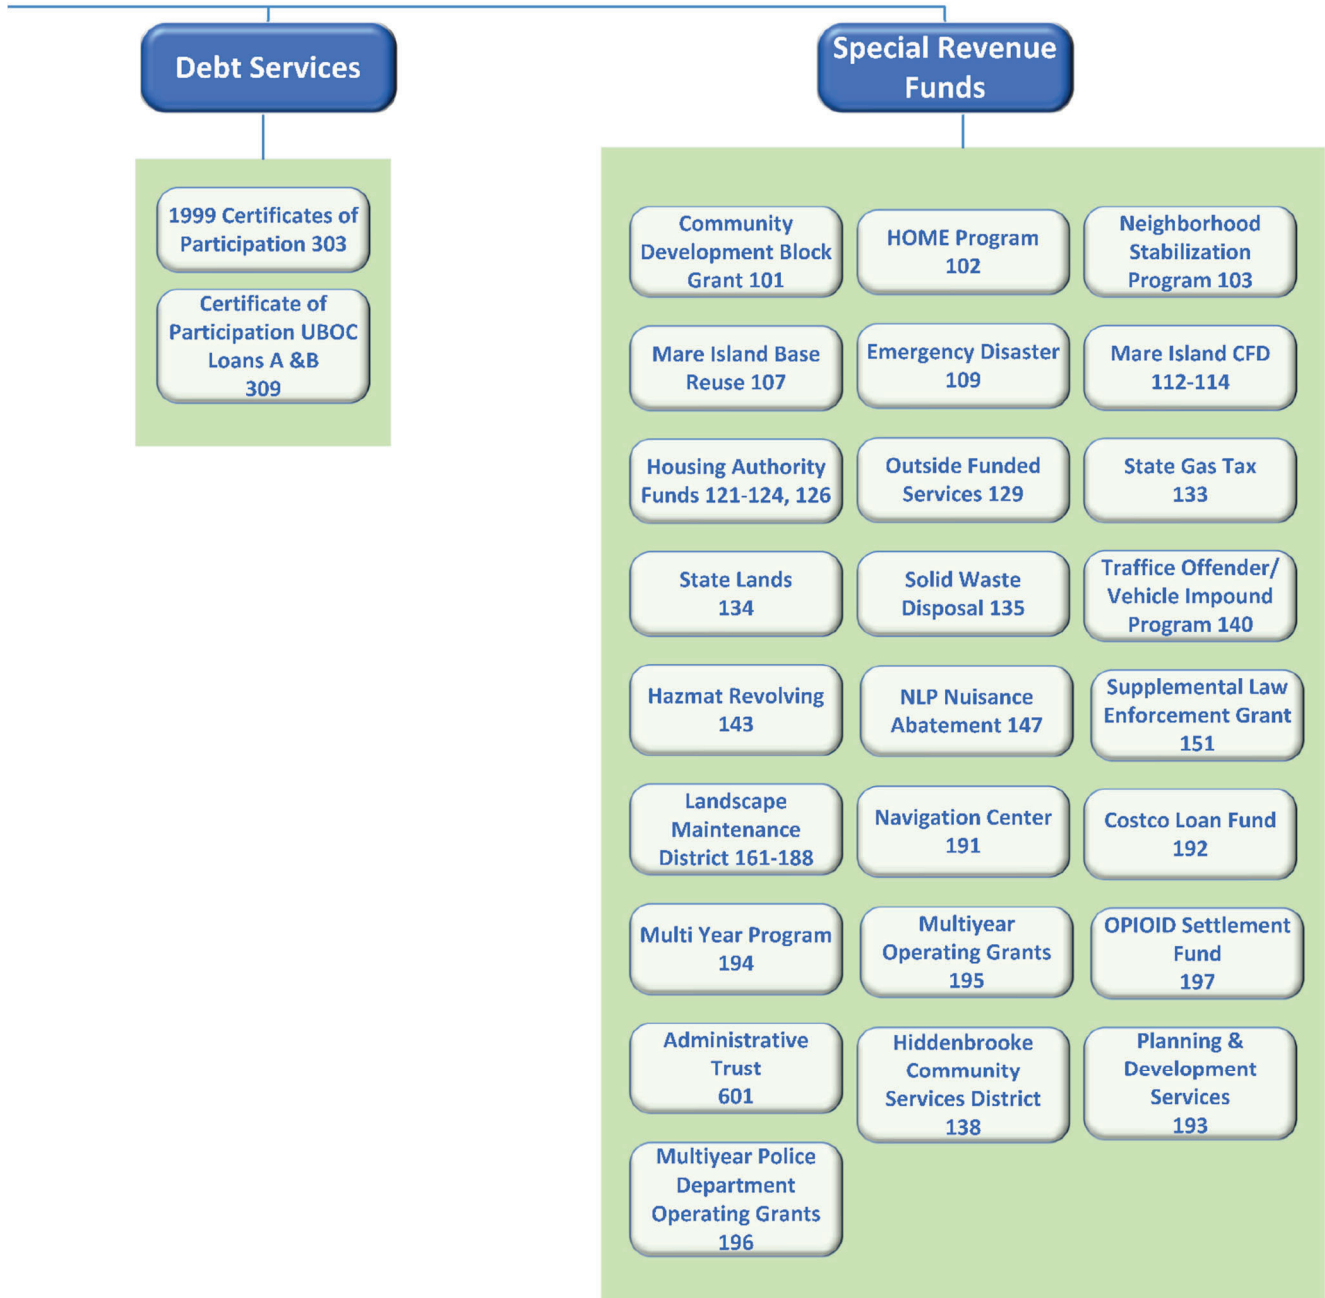 Debt Services
Special Revenue
Funds
1999 Certificates of
Participation 303
Certificate of
Participation UBOC
Loans A &B
309
Community
Development Block
Grant 101
HOME Program
102
Neighborhood
Stabilization
Program 103
Mare Island Base
Reuse 107
Emergency Disaster
109
Mare Island CFD
112-114
Housing Authority
Funds 121-124, 126
Outside Funded
Services 129
State Gas Tax
133
State Lands
134
Solid Waste
Disposal 135
Traffice Offender/
Vehicle Impound
Program 140
Hazmat Revolving
143
NLP Nuisance
Abatement 147
Supplemental Law
Enforcement Grant
151
Landscape
Maintenance
District 161-188
Navigation Center
191
Costco Loan Fund
192
Multi Year Program
194
Multiyear
Operating Grants
195
OPIOID Settlement
Fund
197
Administrative
Trust
601
Hiddenbrooke
Community
Services District
138
Planning &
Development
Services
193
Multiyear Police
Department
Operating Grants
196